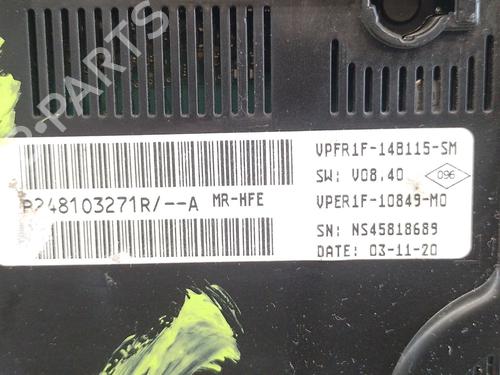 VPFR1F-14B115-SM
SW: V08.40
096
P248103271R/--A MR-HFE
VPER1F-10849-MO
SN: NS45818689
DATE: 03-11-20
B-PARTS